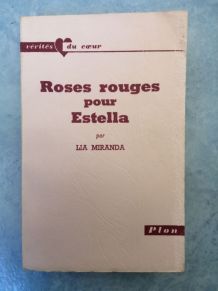 vérités du cœur
Roses rouges
pour
Estella
par
LIA MIRANDA
Plon